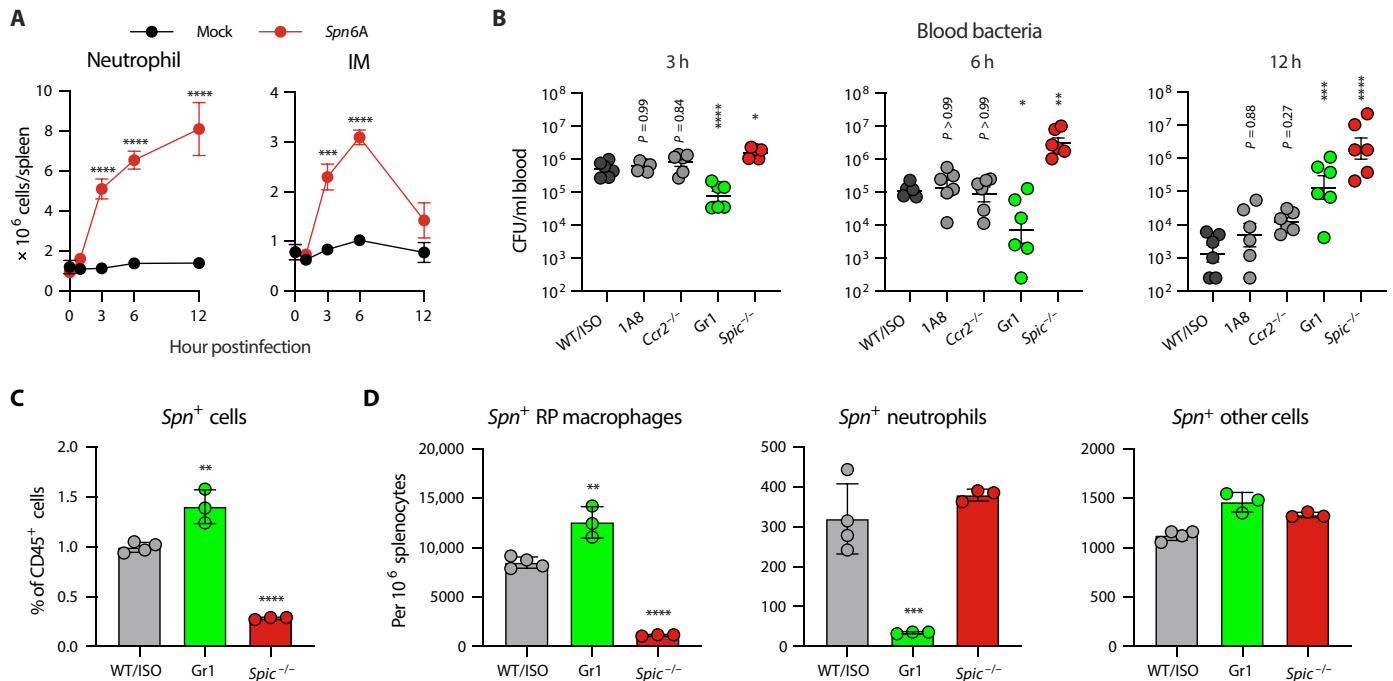 A
Mock
Spn6A
Neutrophil
IM
× 10⁶ cells/spleen
10
8
6
4
2
0
****
****
****
0 3 6 12
4
3
2
1
0
***
****
0 3 6 12
Hour postinfection
B
Blood bacteria
3 h
6 h
12 h
CFU/ml blood
10⁸
10⁷
10⁶
10⁵
10⁴
10³
10²
P = 0.99
P = 0.84
****
*
WT/ISO
1A8
Ccr2⁻/⁻
Gr1
Spic⁻/⁻
10⁸
10⁷
10⁶
10⁵
10⁴
10³
10²
P > 0.99
P > 0.99
*
**
WT/ISO
1A8
Ccr2⁻/⁻
Gr1
Spic⁻/⁻
10⁸
10⁷
10⁶
10⁵
10⁴
10³
10²
P = 0.88
P = 0.27
***
****
WT/ISO
1A8
Ccr2⁻/⁻
Gr1
Spic⁻/⁻
C
Spn⁺ cells
% of CD45⁺ cells
2.0
1.5
1.0
0.5
0.0
**
****
WT/ISO Gr1 Spic⁻/⁻
D
Spn⁺ RP macrophages
Per 10⁶ splenocytes
20,000
15,000
10,000
5000
0
**
****
WT/ISO Gr1 Spic⁻/⁻
Spn⁺ neutrophils
500
400
300
200
100
0
***
WT/ISO Gr1 Spic⁻/⁻
Spn⁺ other cells
2000
1500
1000
500
0
WT/ISO Gr1 Spic⁻/⁻